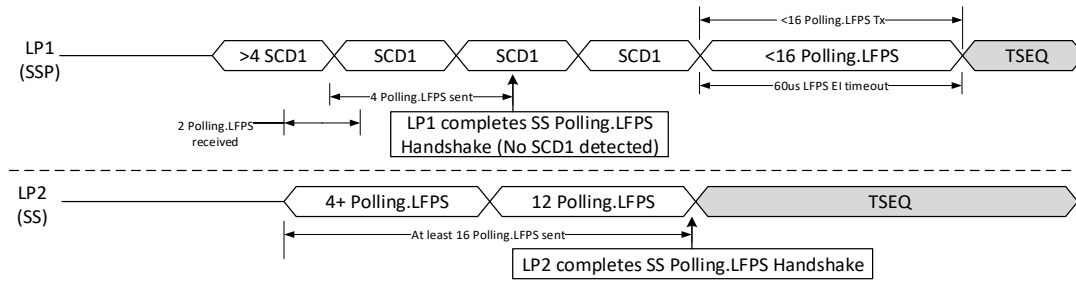 <16 Polling.LFPS Tx
LP1
(SSP)
>4 SCD1
SCD1
SCD1
SCD1
<16 Polling.LFPS
TSEQ
4 Polling.LFPS sent
60us LFPS EI timeout
2 Polling.LFPS
received
LP1 completes SS Polling.LFPS
Handshake (No SCD1 detected)
LP2
(SS)
4+ Polling.LFPS
12 Polling.LFPS
TSEQ
At least 16 Polling.LFPS sent
LP2 completes SS Polling.LFPS Handshake